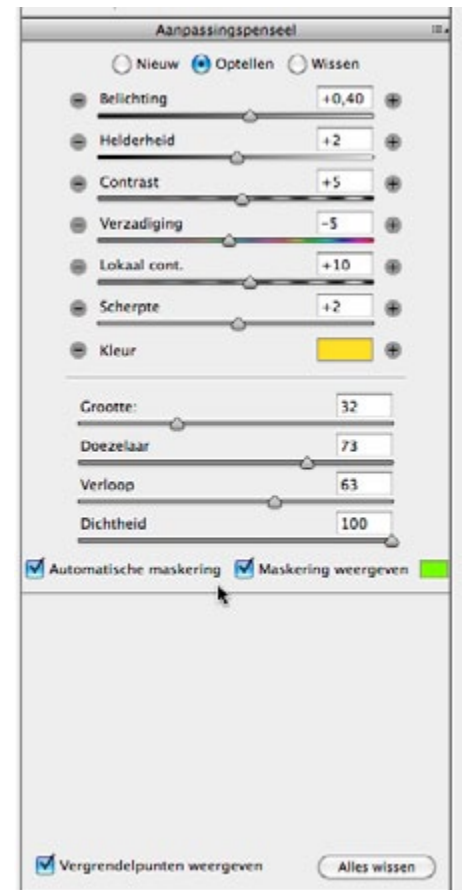 Aanpassingspenseel
Nieuw Optellen Wissen
Belichting +0,40
Helderheid +2
Contrast +5
Verzadiging -5
Lokaal cont. +10
Scherpte +2
Kleur
Grootte: 32
Doezelaar 73
Verloop 63
Dichtheid 100
Automatische maskering Maskering weergeven
Vergrendelpunten weergeven Alles wissen